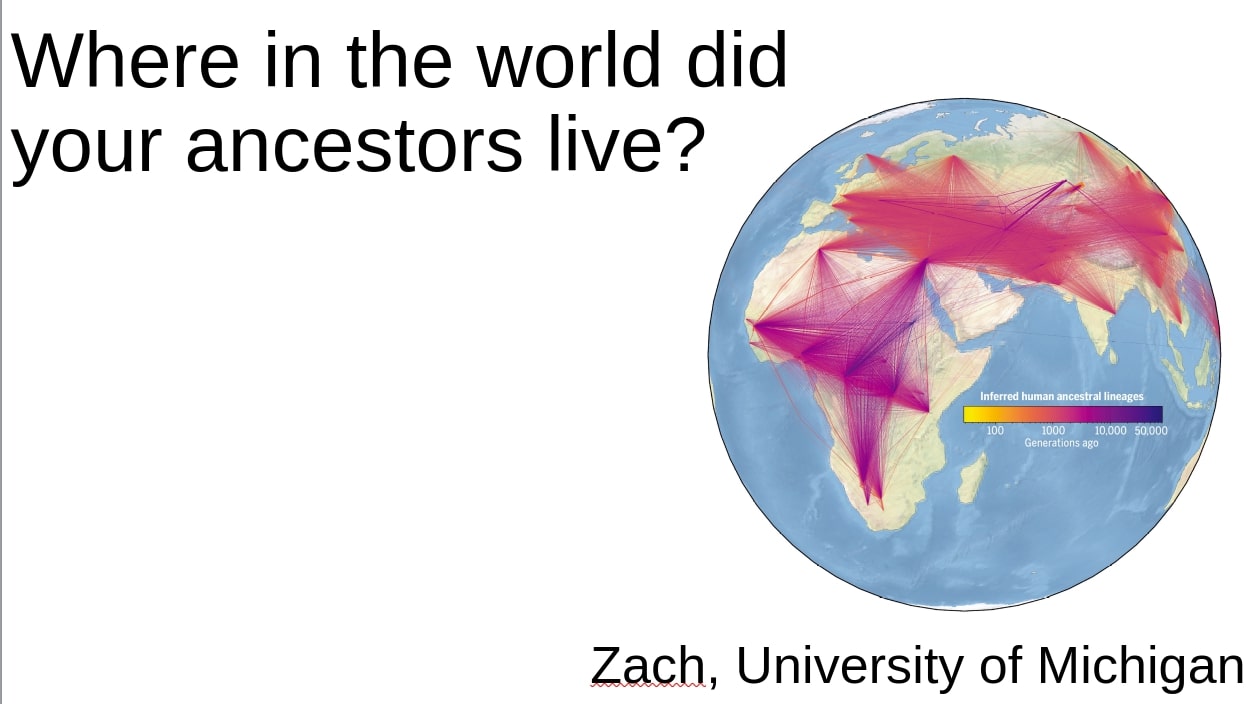 Where in the world did
your ancestors live?
Inferred human ancestral lineages
100 1000 10,000 50,000
Generations ago
Zach, University of Michigan